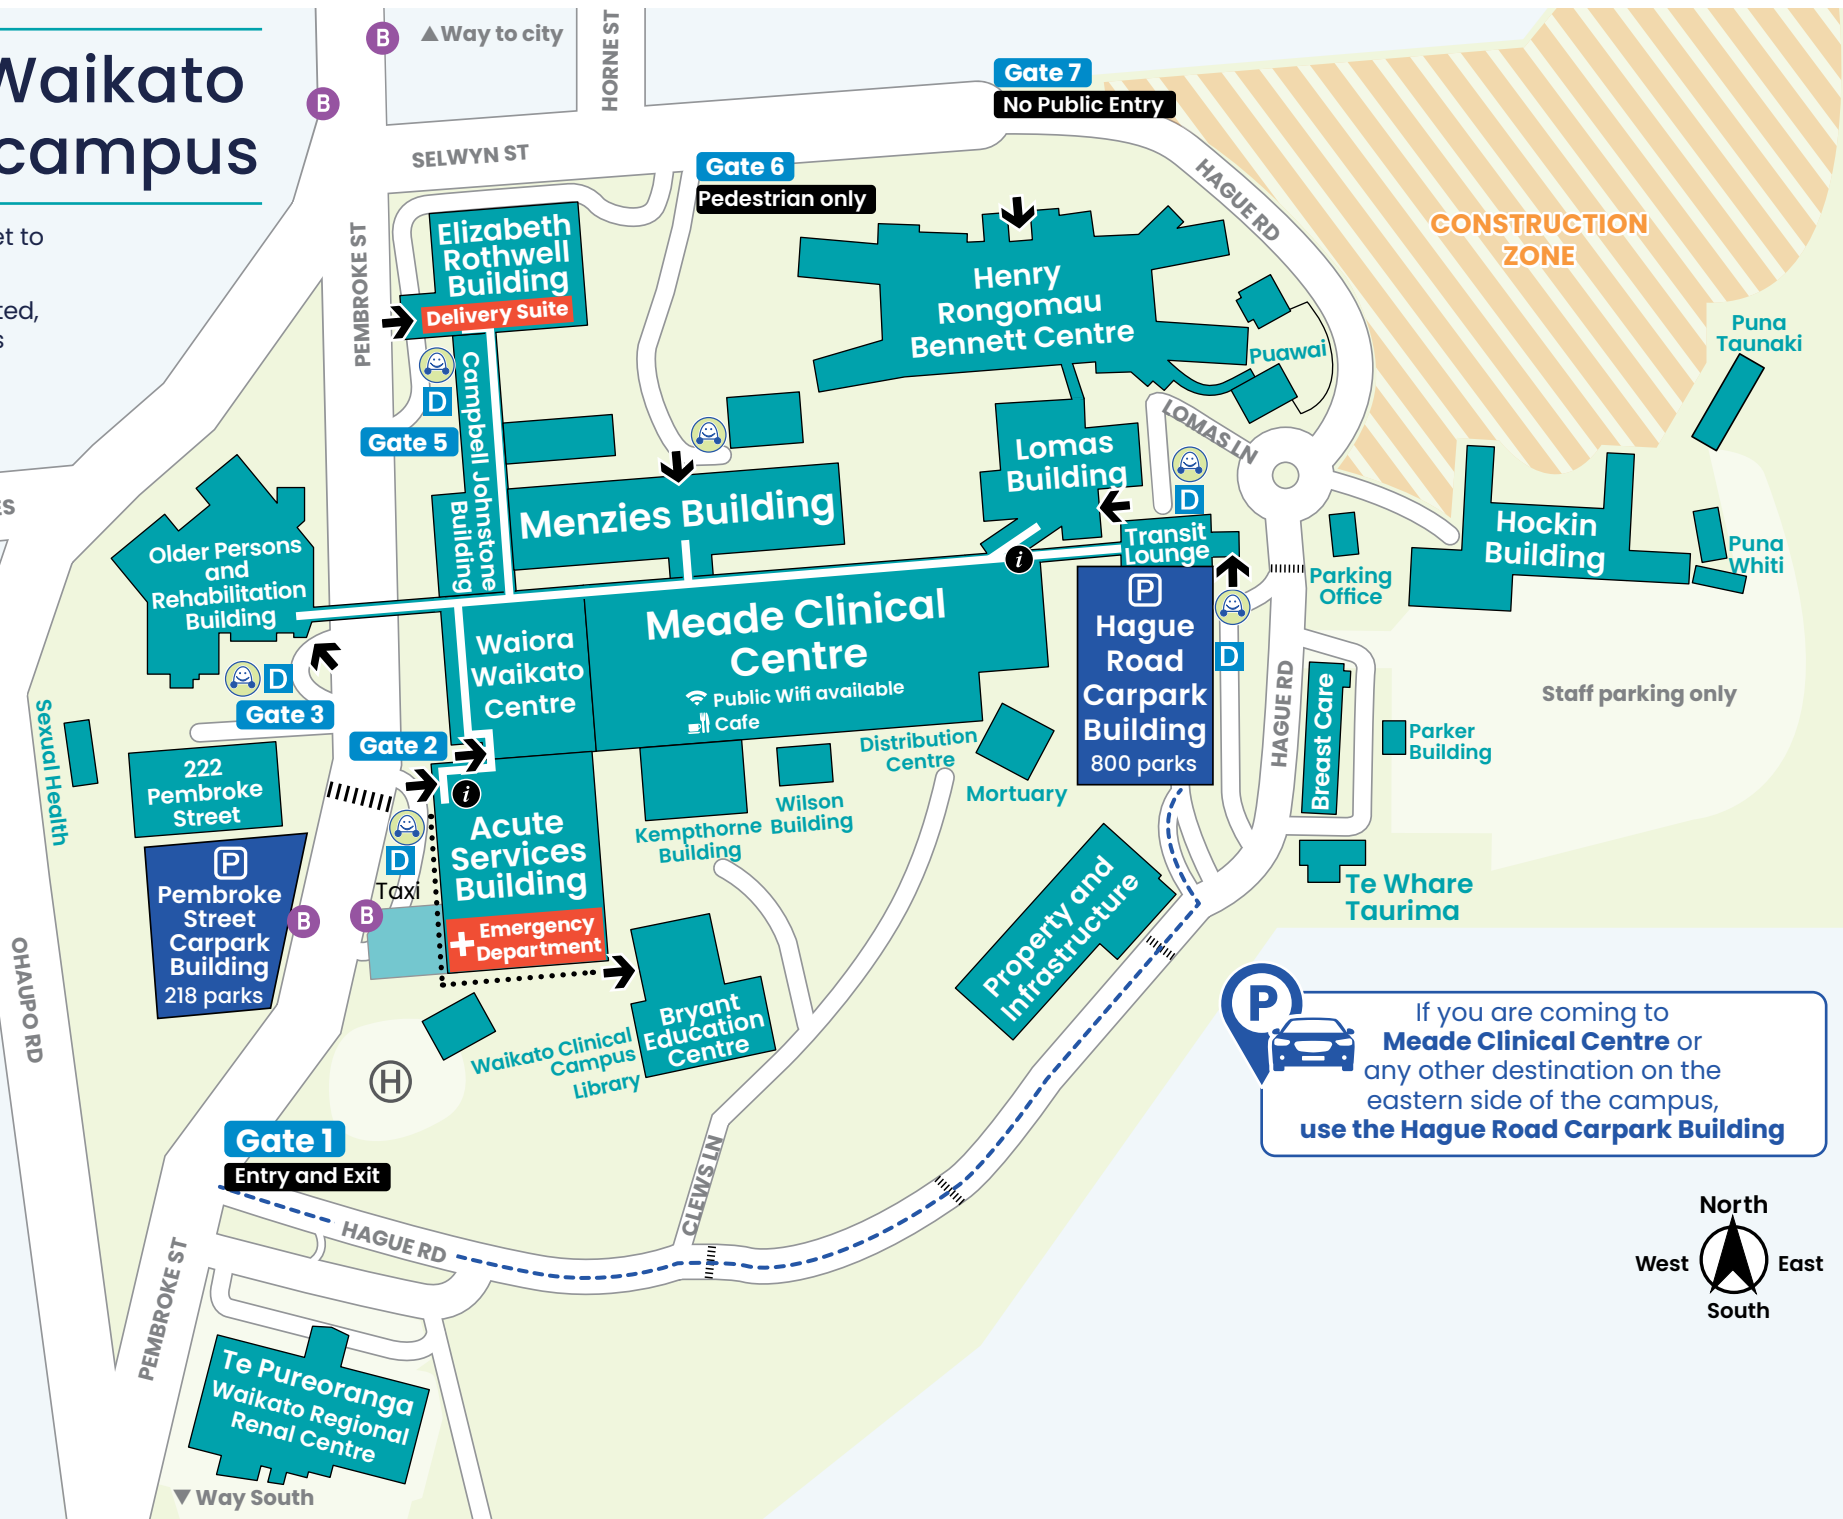 Waikato
campus
et to
ted,
s
ES
B
Way to city
HORNE ST
B
SELWYN ST
PEMBROKE ST
Gate 7
No Public Entry
Gate 6
Pedestrian only
HAGUE RD
CONSTRUCTION
ZONE
Elizabeth
Rothwell
Building
Delivery Suite
D
Gate 5
Campbell Johnstone
Building
Henry
Rongomau
Bennett Centre
Puawai
LOMAS LN
Puna
Taunaki
Lomas
Building
D
Menzies Building
Transit
Lounge
i
Older Persons
and
Rehabilitation
Building
D
Gate 3
Hockin
Building
Puna
Whiti
Parking
Office
Waiora
Waikato
Centre
Meade Clinical
Centre
Public Wifi available
Cafe
P
Hague
Road
Carpark
Building
800 parks
D
HAGUE RD
Staff parking only
Breast Care
Parker
Building
Sexual Health
Gate 2
222
Pembroke
Street
i
D
Taxi
Acute
Services
Building
Emergency
Department
Kempthorne
Building
Wilson
Building
Distribution
Centre
Mortuary
P
Pembroke
Street
Carpark
Building
218 parks
B
B
OHAUPO RD
Te Whare
Taurima
Property and
Infrastructure
Bryant
Education
Centre
Waikato Clinical
Campus
Library
H
P
If you are coming to
Meade Clinical Centre or
any other destination on the
eastern side of the campus,
use the Hague Road Carpark Building
Gate 1
Entry and Exit
HAGUE RD
CLEWS LN
PEMBROKE ST
North
West
East
South
Te Pureoranga
Waikato Regional
Renal Centre
Way South